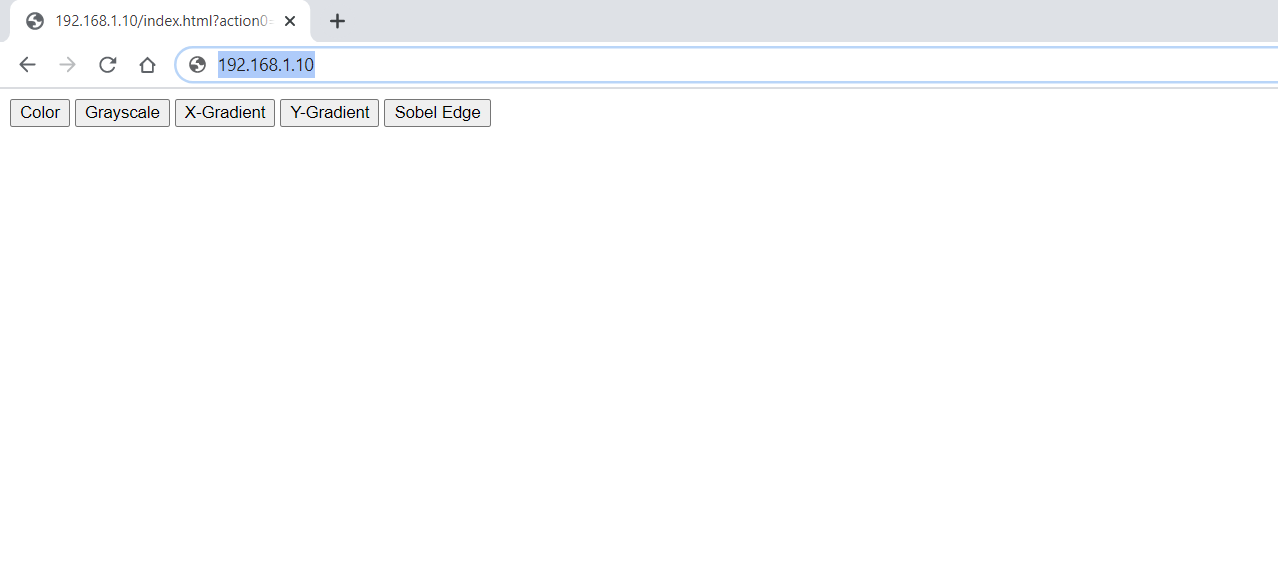 192.168.1.10/index.html?action0=
192.168.1.10
Color Grayscale X-Gradient Y-Gradient Sobel Edge